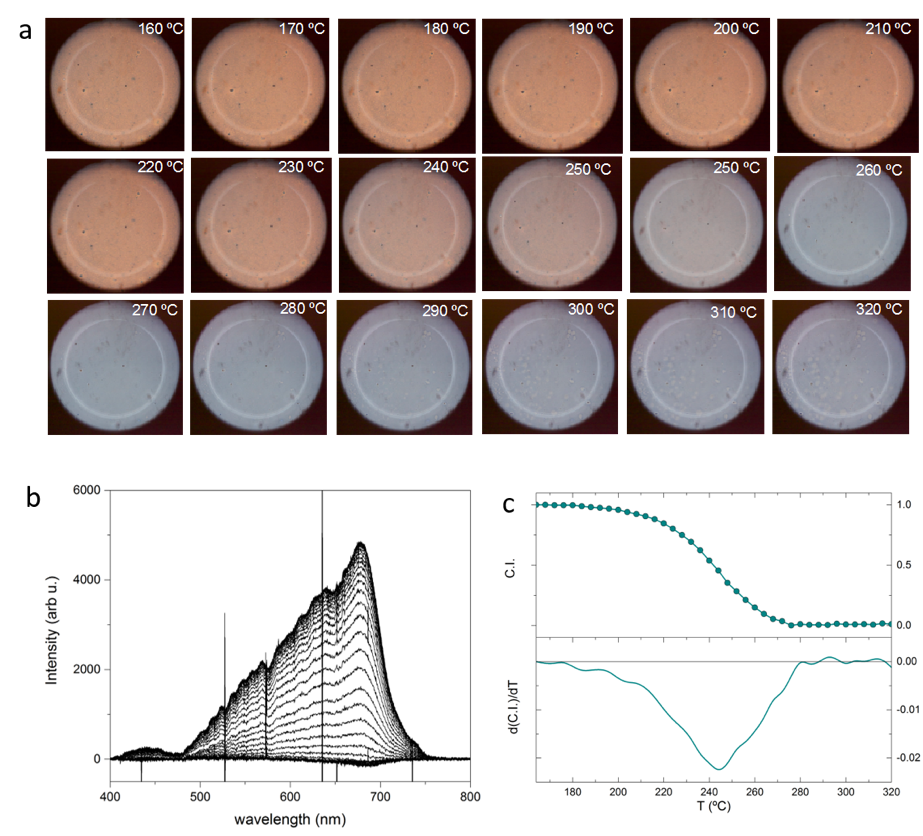 a
160 ºC 170 ºC 180 ºC 190 ºC 200 ºC 210 ºC
220 ºC 230 ºC 240 ºC 250 ºC 250 ºC 260 ºC
270 ºC 280 ºC 290 ºC 300 ºC 310 ºC 320 ºC
b
6000
4000
2000
0
Intensity (arb u.)
400 500 600 700 800
wavelength (nm)
c
1.0
0.5
0.0
C.I.
0.00
-0.01
-0.02
d(C.I.)/dT
180 200 220 240 260 280 300 320
T (ºC)